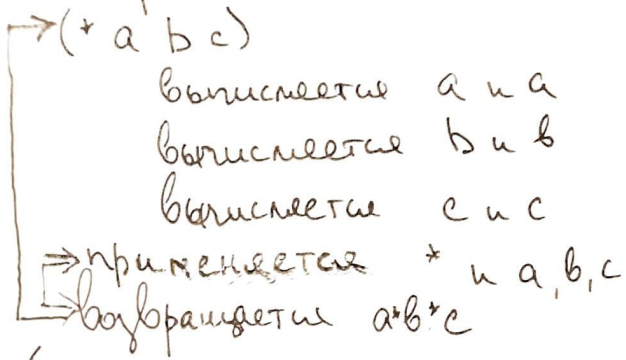 (* a b c)
вычисляется a и a
вычисляется b и b
вычисляется c и c
применяется * и a, b, c
возвращается a*b*c